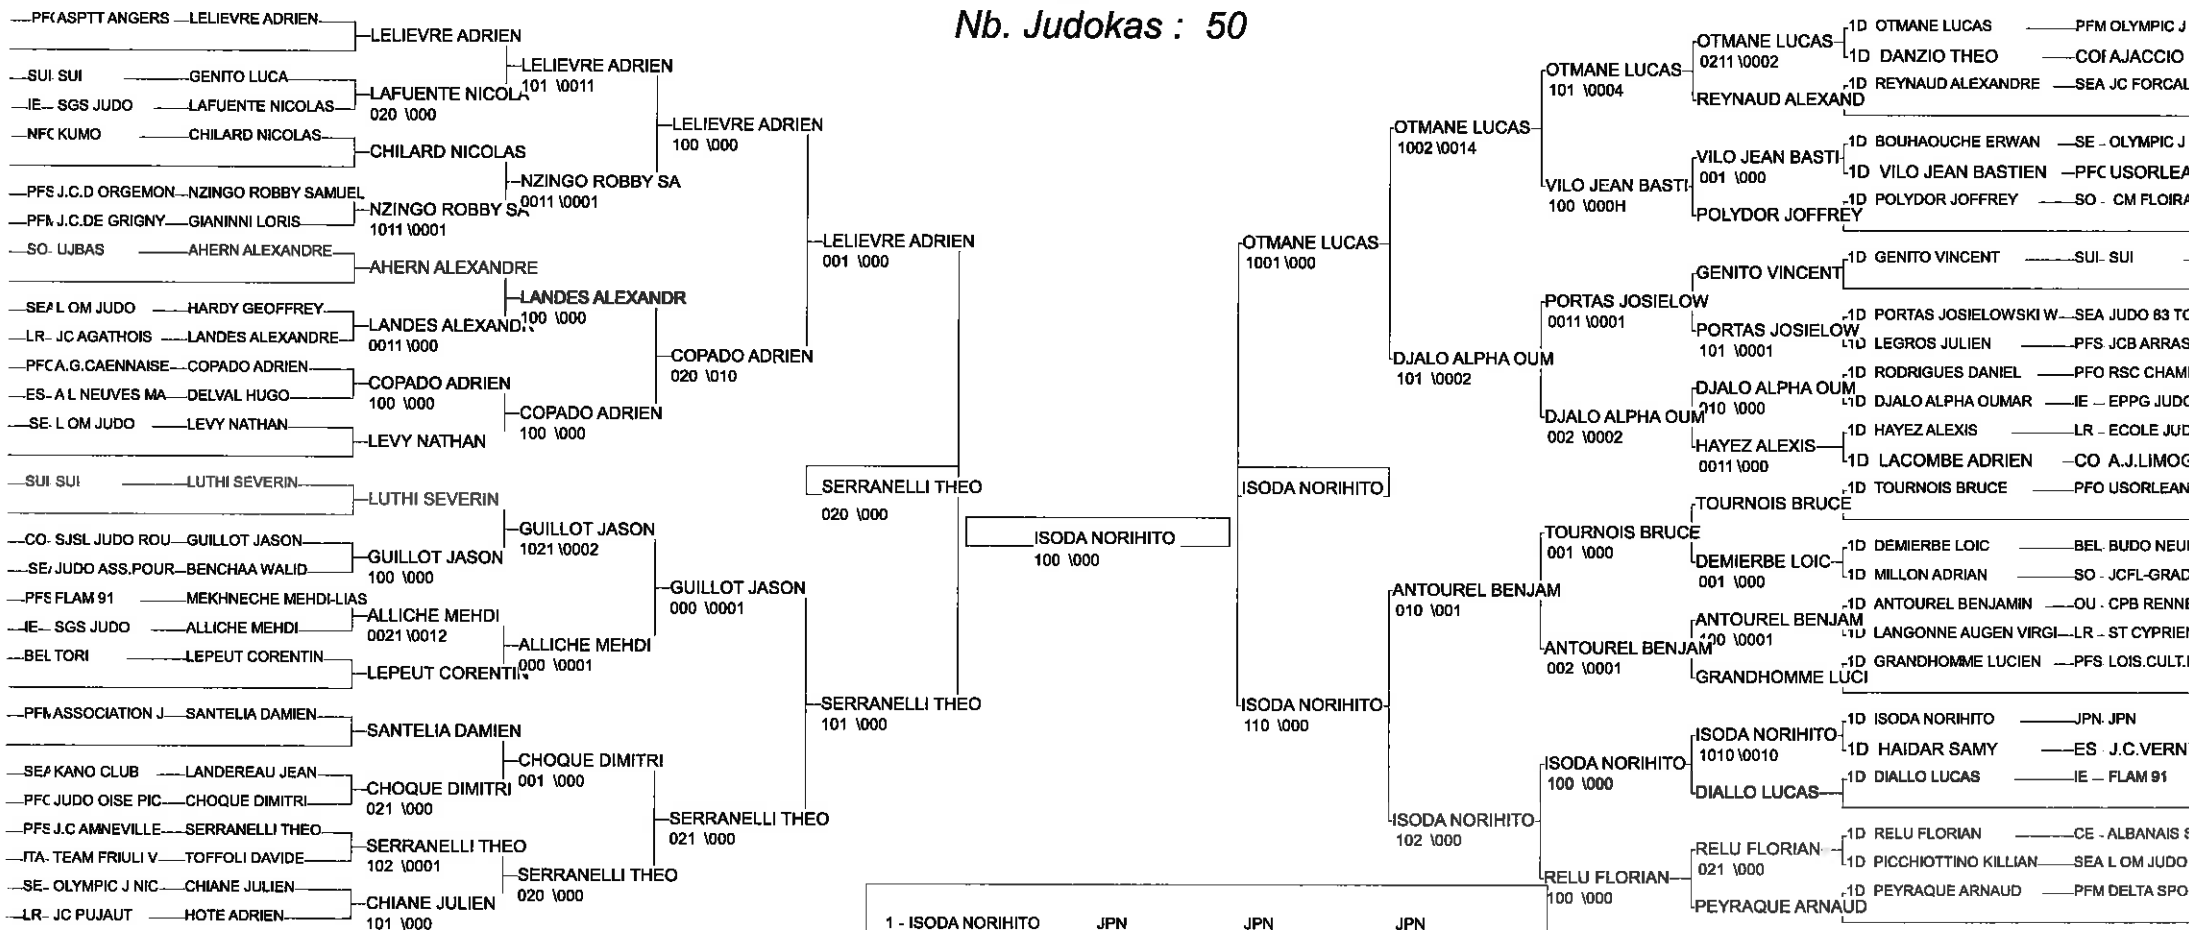 Nb. Judokas : 50
PFC ASPTT ANGERS LELIEVRE ADRIEN
SUI SUI GENITO LUCA
IE SGS JUDO LAFUENTE NICOLAS
NFC KUMO CHILARD NICOLAS
PFS J.C.D ORGEMON NZINGO ROBBY SAMUEL
PFM J.C.DE GRIGNY GIANINNI LORIS
SO UJBAS AHERN ALEXANDRE
SEA L OM JUDO HARDY GEOFFREY
LR JC AGATHOIS LANDES ALEXANDRE
PFC A.G.CAENNAISE COPADO ADRIEN
ES A L NEUVES MA DELVAL HUGO
SE L OM JUDO LEVY NATHAN
SUI SUI LUTHI SEVERIN
CO SJSL JUDO ROU GUILLOT JASON
SEA JUDO ASS.POUR BENCHAA WALID
PFS FLAM 91 MEKHNECHE MEHDI-LIAS
IE SGS JUDO ALLICHE MEHDI
BEL TORI LEPEUT CORENTIN
PFM ASSOCIATION J SANTELIA DAMIEN
SEA KANO CLUB LANDEREAU JEAN
PFC JUDO OISE PIC CHOQUE DIMITRI
PFS J.C AMNEVILLE SERRANELLI THEO
ITA TEAM FRIULI V TOFFOLI DAVIDE
SE OLYMPIC J NIC CHIANE JULIEN
LR JC PUJAUT HOTE ADRIEN
LELIEVRE ADRIEN
LAFUENTE NICOLA
020 \000
CHILARD NICOLAS
NZINGO ROBBY SA
1011 \0001
AHERN ALEXANDRE
LANDES ALEXANDR
0011 \000
COPADO ADRIEN
100 \000
LEVY NATHAN
LUTHI SEVERIN
GUILLOT JASON
100 \000
ALLICHE MEHDI
0021 \0012
LEPEUT CORENTIN
SANTELIA DAMIEN
CHOQUE DIMITRI
021 \000
SERRANELLI THEO
102 \0001
CHIANE JULIEN
101 \000
LELIEVRE ADRIEN
101 \0011
NZINGO ROBBY SA
0011 \0001
LANDES ALEXANDR
100 \000
COPADO ADRIEN
100 \000
GUILLOT JASON
1021 \0002
ALLICHE MEHDI
000 \0001
CHOQUE DIMITRI
001 \000
SERRANELLI THEO
020 \000
LELIEVRE ADRIEN
100 \000
COPADO ADRIEN
020 \010
GUILLOT JASON
000 \0001
SERRANELLI THEO
021 \000
LELIEVRE ADRIEN
001 \000
SERRANELLI THEO
020 \000
SERRANELLI THEO
101 \000
ISODA NORIHITO
100 \000
OTMANE LUCAS
1001 \000
ISODA NORIHITO
ISODA NORIHITO
110 \000
OTMANE LUCAS
1002 \0014
DJALO ALPHA OUM
101 \0002
ANTOUREL BENJAM
010 \001
ISODA NORIHITO
102 \000
OTMANE LUCAS
101 \0004
VILO JEAN BASTI
100 \000H
PORTAS JOSIELOW
0011 \0001
DJALO ALPHA OUM
002 \0002
TOURNOIS BRUCE
001 \000
ANTOUREL BENJAM
002 \0001
ISODA NORIHITO
100 \000
RELU FLORIAN
100 \000
OTMANE LUCAS
0211 \0002
REYNAUD ALEXAND
VILO JEAN BASTI
001 \000
POLYDOR JOFFREY
GENITO VINCENT
PORTAS JOSIELOW
101 \0001
DJALO ALPHA OUM
010 \000
HAYEZ ALEXIS
0011 \000
TOURNOIS BRUCE
DEMIERBE LOIC
001 \000
ANTOUREL BENJAM
100 \0001
GRANDHOMME LUCI
ISODA NORIHITO
1010 \0010
DIALLO LUCAS
RELU FLORIAN
021 \000
PEYRAQUE ARNAUD
1D OTMANE LUCAS PFM OLYMPIC J
1D DANZIO THEO COR AJACCIO
1D REYNAUD ALEXANDRE SEA JC FORCAL
1D BOUHAOUCHE ERWAN SE OLYMPIC J
1D VILO JEAN BASTIEN PFC USORLEA
1D POLYDOR JOFFREY SO CM FLOIRA
1D GENITO VINCENT SUI SUI
1D PORTAS JOSIELOWSKI W SEA JUDO 83 TO
1D LEGROS JULIEN PFS JCB ARRAS
1D RODRIGUES DANIEL PFO RSC CHAMP
1D DJALO ALPHA OUMAR IE EPPG JUDO
1D HAYEZ ALEXIS LR ECOLE JUD
1D LACOMBE ADRIEN CO A.J.LIMOG
1D TOURNOIS BRUCE PFO USORLEAN
1D DEMIERBE LOIC BEL BUDO NEU
1D MILLON ADRIAN SO JCFL-GRAD
1D ANTOUREL BENJAMIN OU CPB RENNE
1D LANGONNE AUGEN VIRGI LR ST CYPRIEN
1D GRANDHOMME LUCIEN PFS LOIS.CULT.
1D ISODA NORIHITO JPN JPN
1D HAIDAR SAMY ES J.C.VERN
1D DIALLO LUCAS IE FLAM 91
1D RELU FLORIAN CE ALBANAIS S
1D PICCHIOTTINO KILLIAN SEA L OM JUDO
1D PEYRAQUE ARNAUD PFM DELTA SPO
1 - ISODA NORIHITO JPN JPN JPN